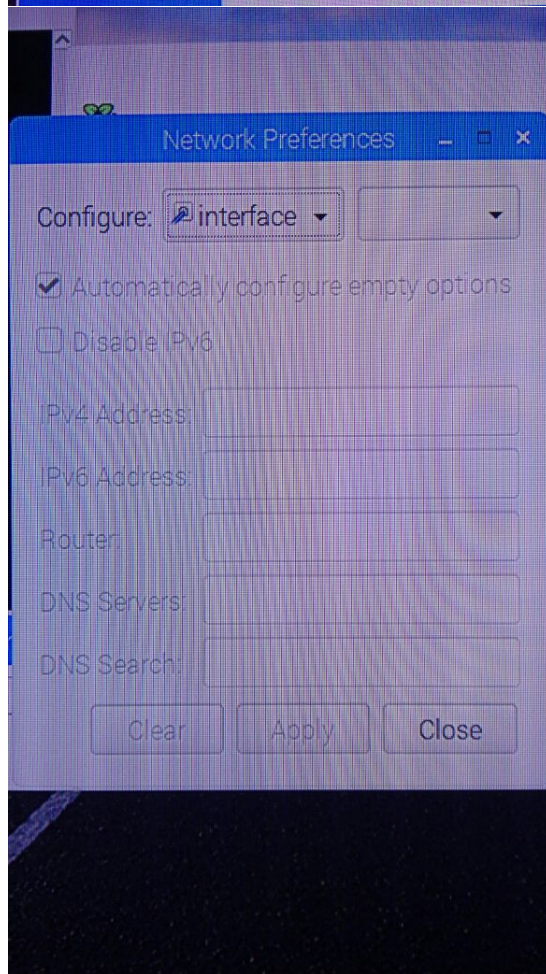 Network Preferences
Configure: interface
Automatically configure empty options
Disable IPv6
IPv4 Address:
IPv6 Address:
Router:
DNS Servers:
DNS Search:
Clear Apply Close